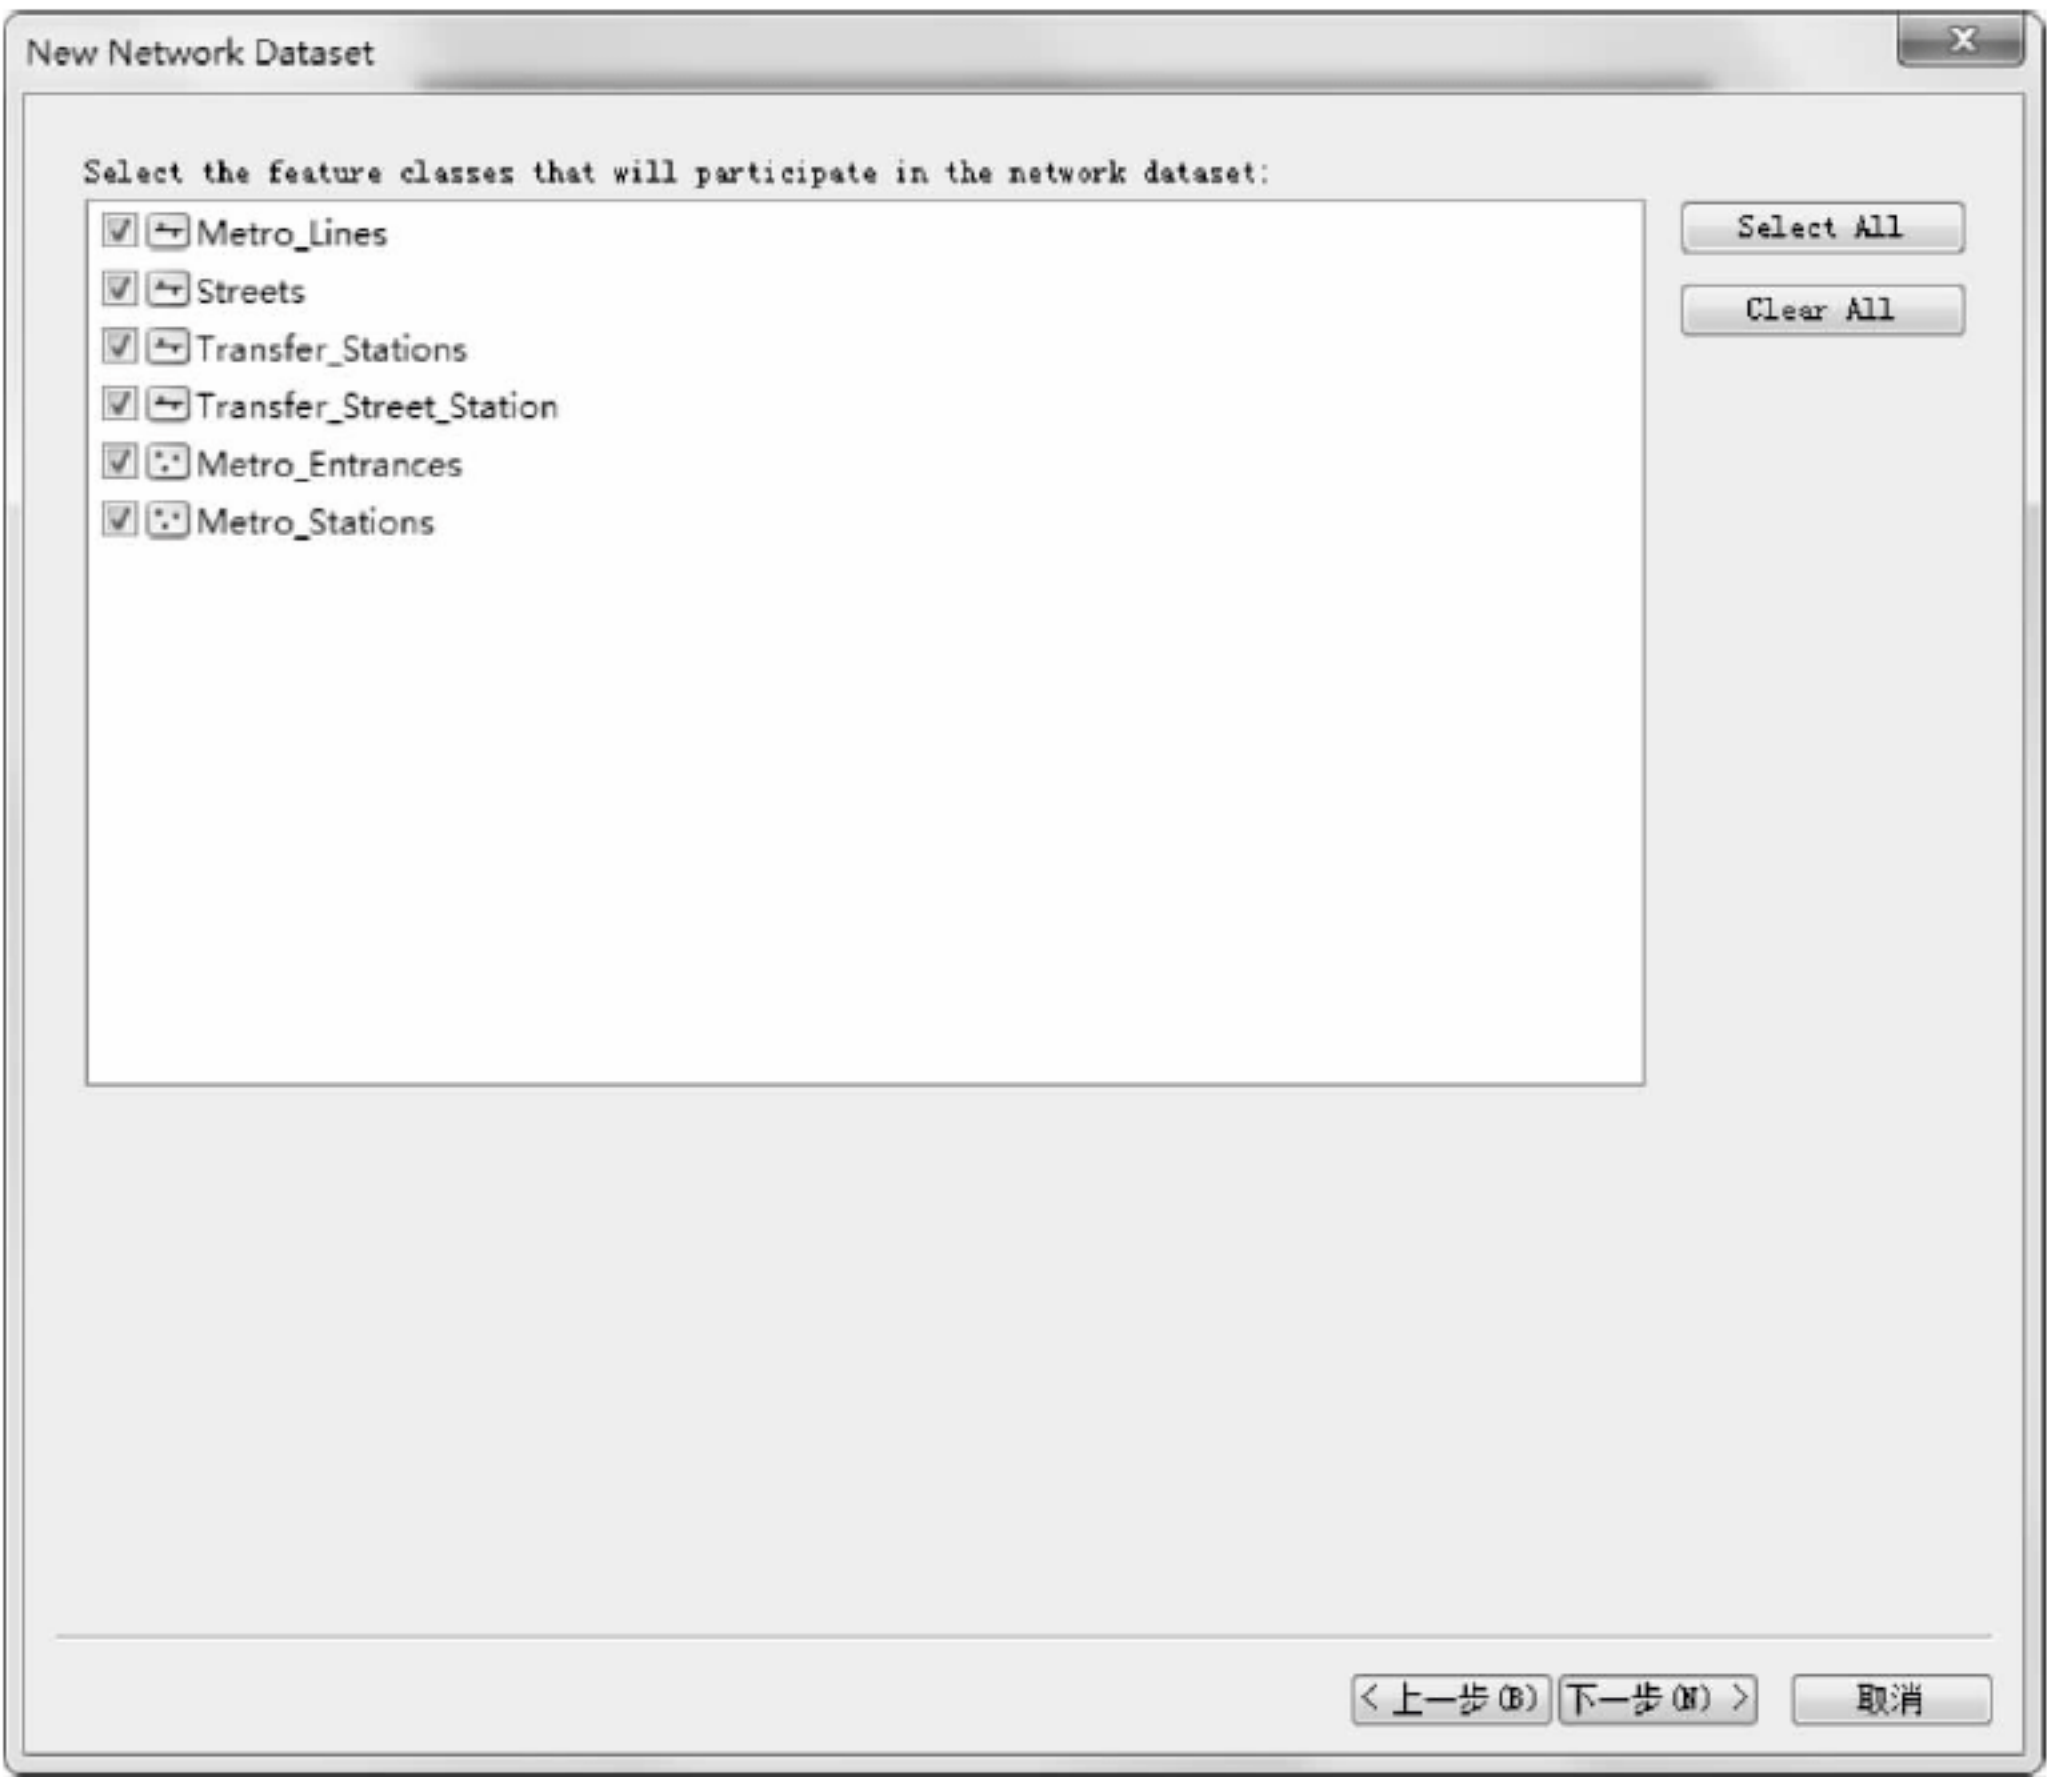 New Network Dataset
Select the feature classes that will participate in the network dataset:
Metro_Lines
Streets
Transfer_Stations
Transfer_Street_Station
Metro_Entrances
Metro_Stations
Select All
Clear All
< 上一步(B)
下一步(N) >
取消